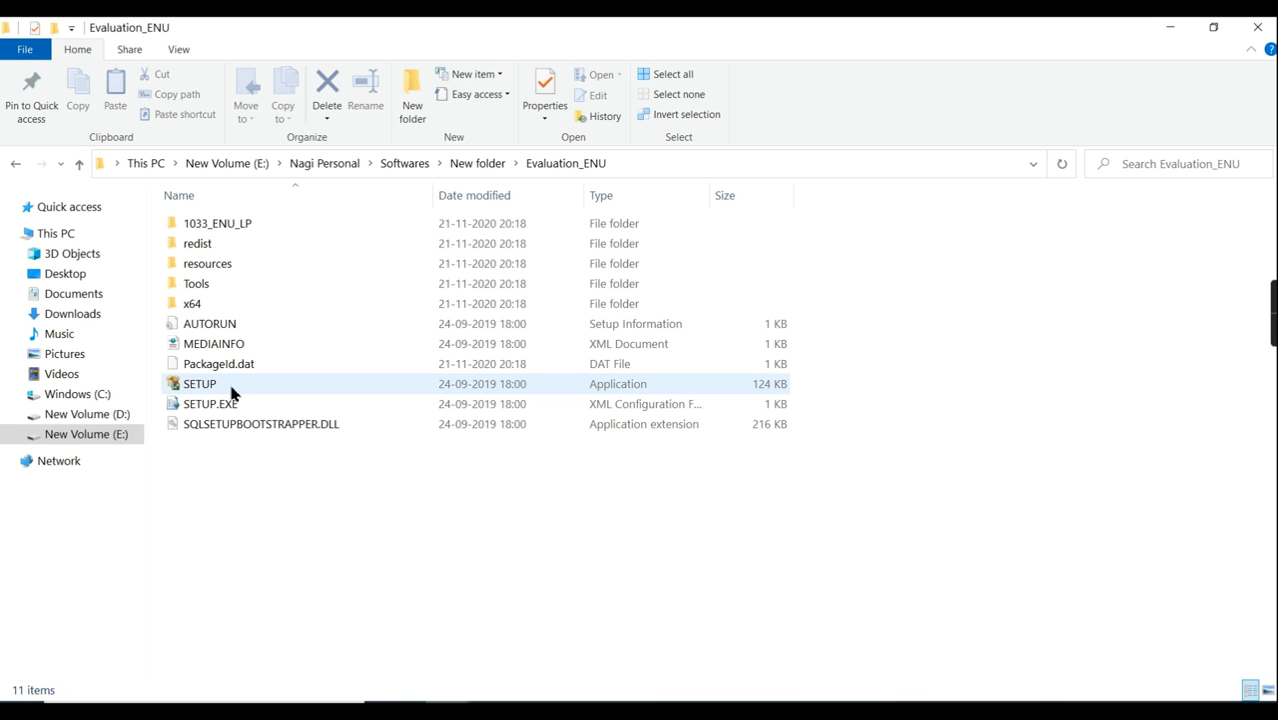 Evaluation_ENU
File Home Share View
Pin to Quick access
Copy
Paste
Cut
Copy path
Paste shortcut
Clipboard
Move to
Copy to
Delete
Rename
Organize
New folder
New item
Easy access
New
Properties
Open
Edit
History
Open
Select all
Select none
Invert selection
Select
This PC > New Volume (E:) > Nagi Personal > Softwares > New folder > Evaluation_ENU
Search Evaluation_ENU
Quick access
This PC
3D Objects
Desktop
Documents
Downloads
Music
Pictures
Videos
Windows (C:)
New Volume (D:)
New Volume (E:)
Network
Name Date modified Type Size
1033_ENU_LP 21-11-2020 20:18 File folder
redist 21-11-2020 20:18 File folder
resources 21-11-2020 20:18 File folder
Tools 21-11-2020 20:18 File folder
x64 21-11-2020 20:18 File folder
AUTORUN 24-09-2019 18:00 Setup Information 1 KB
MEDIAINFO 24-09-2019 18:00 XML Document 1 KB
PackageId.dat 21-11-2020 20:18 DAT File 1 KB
SETUP 24-09-2019 18:00 Application 124 KB
SETUP.EXE 24-09-2019 18:00 XML Configuration F... 1 KB
SQLSETUPBOOTSTRAPPER.DLL 24-09-2019 18:00 Application extension 216 KB
11 items